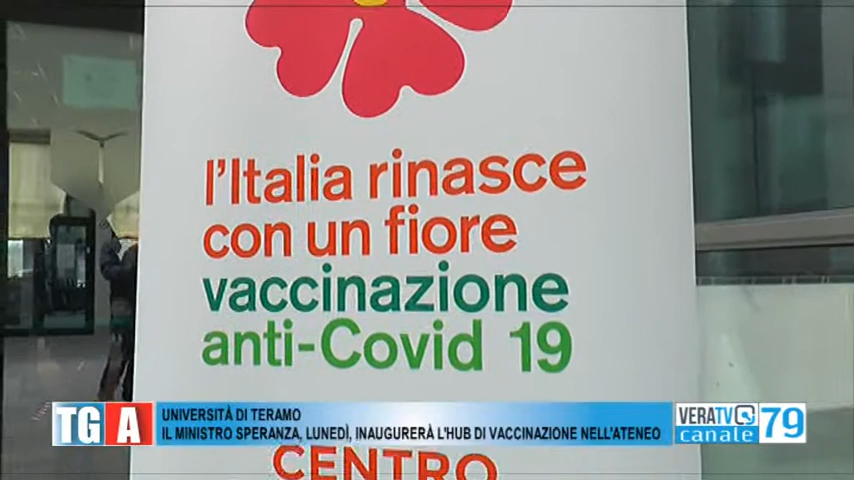 l'Italia rinasce
con un fiore
vaccinazione
anti-Covid 19
TGA
UNIVERSITÀ DI TERAMO
IL MINISTRO SPERANZA, LUNEDÌ, INAUGURERÀ L'HUB DI VACCINAZIONE NELL'ATENEO
VERATV
canale 79
CENTRO